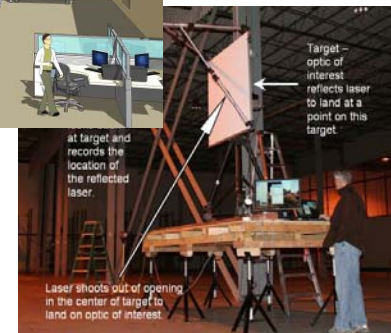 Target –
optic of
interest
reflects laser
to land at a
point on this
target.
at target and
records the
location of
the reflected
laser.
Laser shoots out of opening
in the center of target to
land on optic of interest.